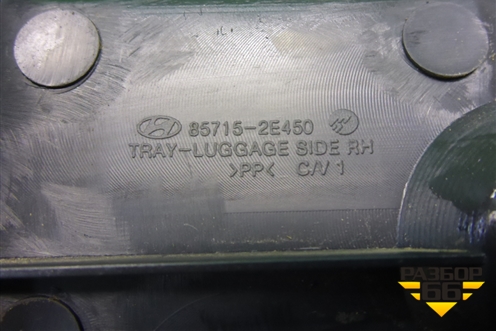 85715-2E450
TRAY-LUGGAGE SIDE RH
>PP< C/V 1
РАЗБОР
66